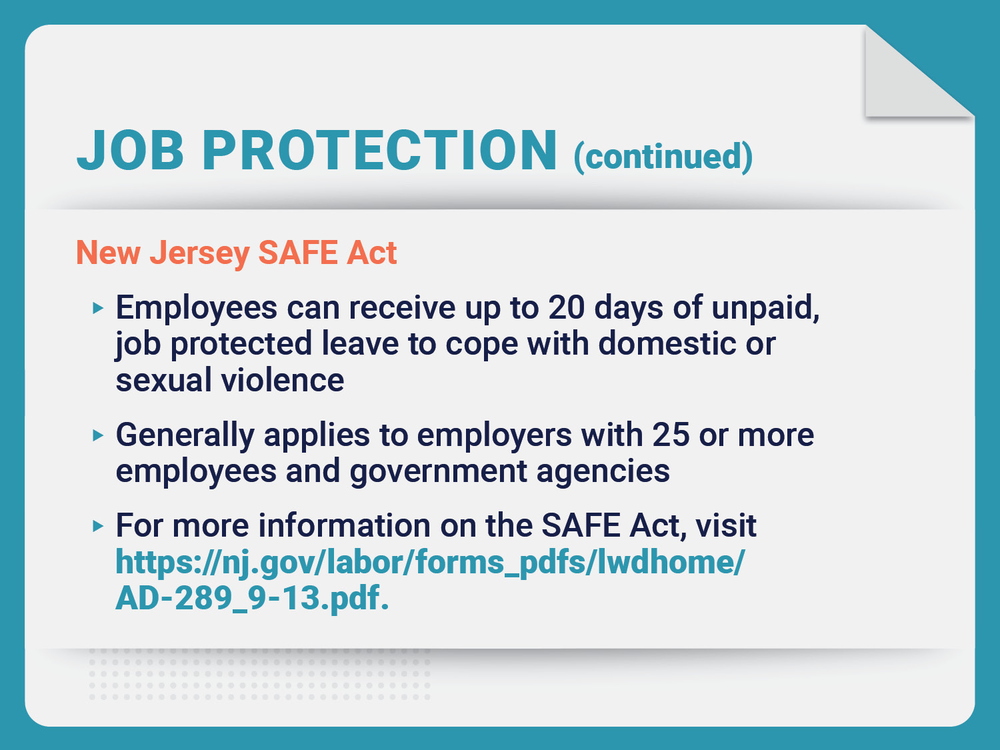 JOB PROTECTION (continued)
New Jersey SAFE Act
Employees can receive up to 20 days of unpaid,
job protected leave to cope with domestic or
sexual violence
Generally applies to employers with 25 or more
employees and government agencies
For more information on the SAFE Act, visit
https://nj.gov/labor/forms_pdfs/lwdhome/
AD-289_9-13.pdf.